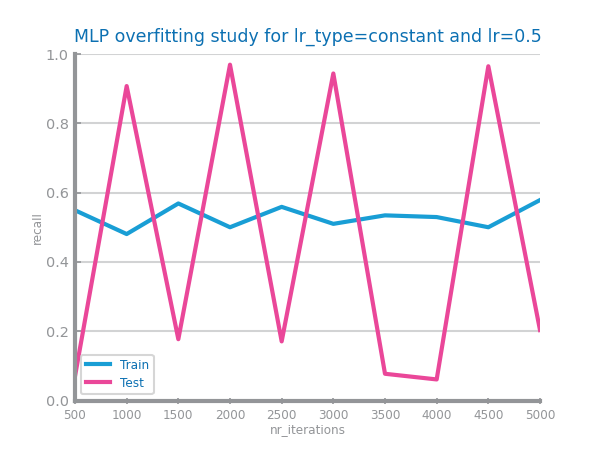 MLP overfitting study for lr_type=constant and lr=0.5
1.0
0.8
0.6
0.4
0.2
0.0
recall
Train
Test
500 1000 1500 2000 2500 3000 3500 4000 4500 5000
nr_iterations